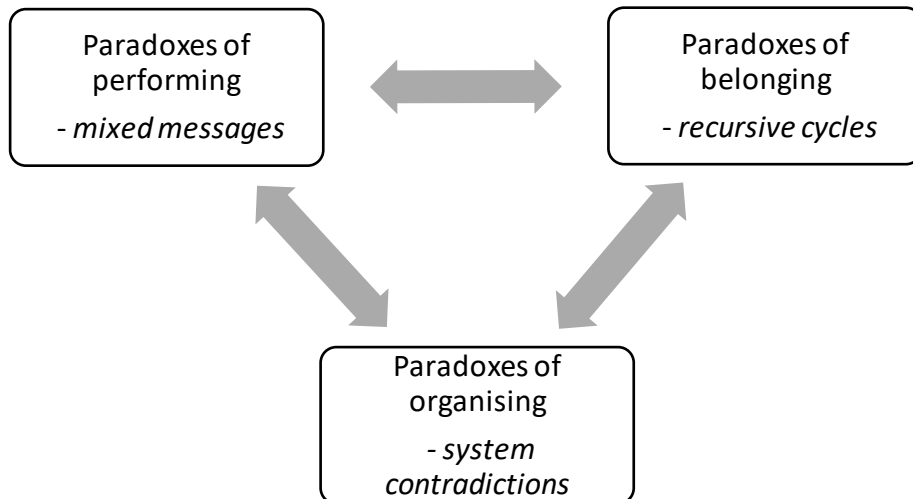 Paradoxes of
performing
- mixed messages
Paradoxes of
belonging
- recursive cycles
Paradoxes of
organising
- system
contradictions